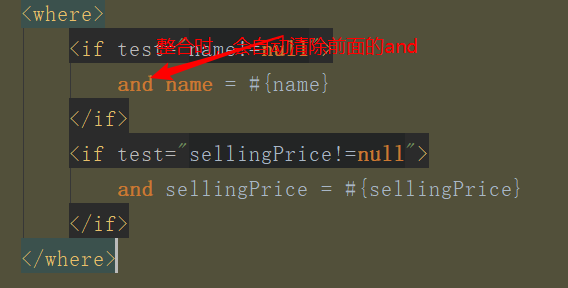 <where>
<if test="name!=null">
整合时，会自动清除前面的and
and name = #{name}
</if>
<if test="sellingPrice!=null">
and sellingPrice = #{sellingPrice}
</if>
</where>